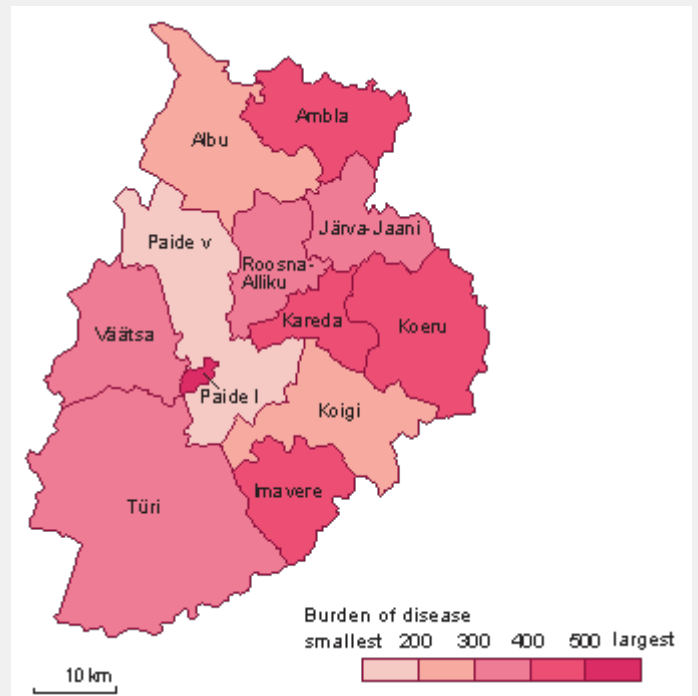 Ambla
Albu
Järva-Jaani
Paide v
Roosna-
Alliku
Kareda
Koeru
Väätsa
Paide l
Koigi
Imavere
Türi
Burden of disease
smallest 200 300 400 500 largest
10 km